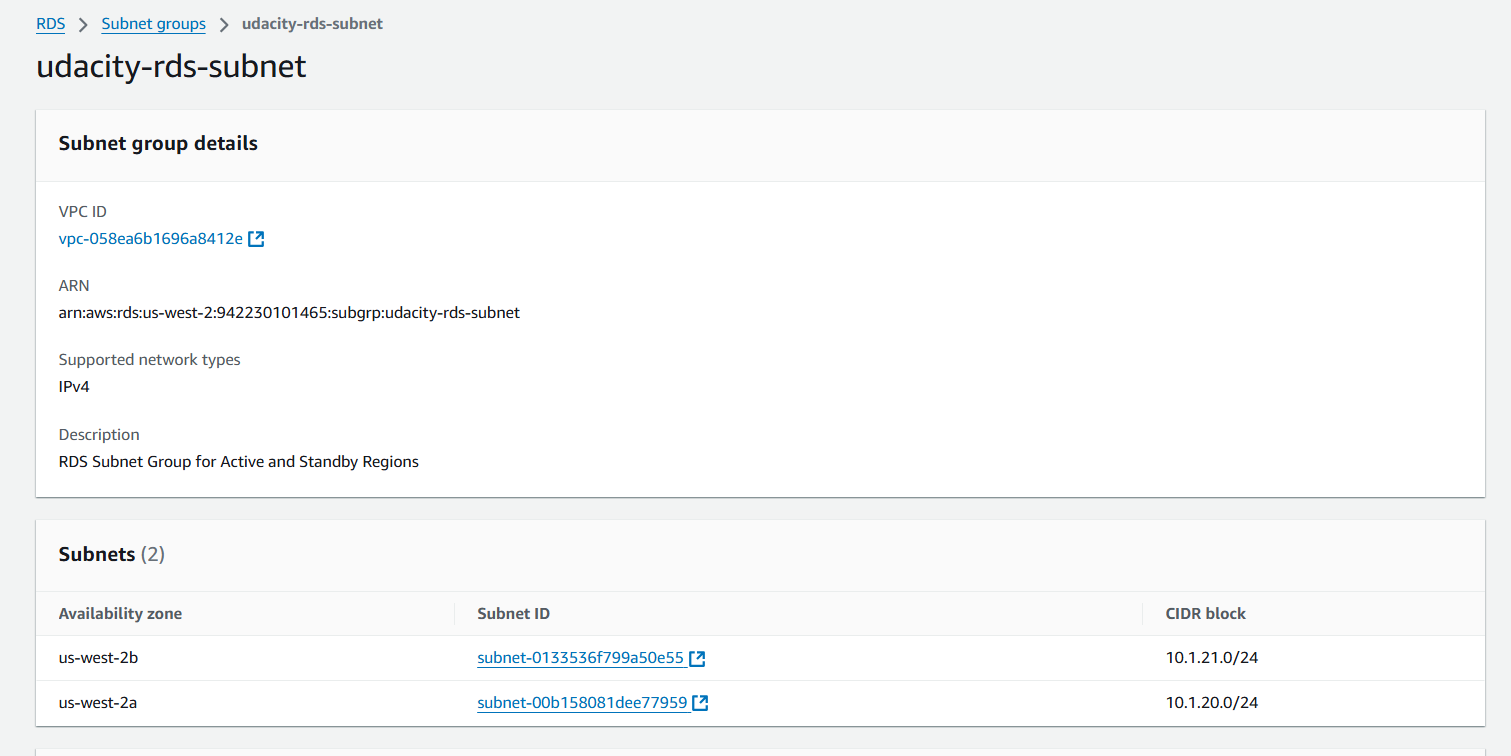 RDS > Subnet groups > udacity-rds-subnet
udacity-rds-subnet
Subnet group details
VPC ID
vpc-058ea6b1696a8412e
ARN
arn:aws:rds:us-west-2:942230101465:subgrp:udacity-rds-subnet
Supported network types
IPv4
Description
RDS Subnet Group for Active and Standby Regions
Subnets (2)
Availability zone Subnet ID CIDR block
us-west-2b subnet-0133536f799a50e55 10.1.21.0/24
us-west-2a subnet-00b158081dee77959 10.1.20.0/24